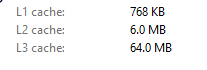 L1 cache: 768 KB
L2 cache: 6.0 MB
L3 cache: 64.0 MB